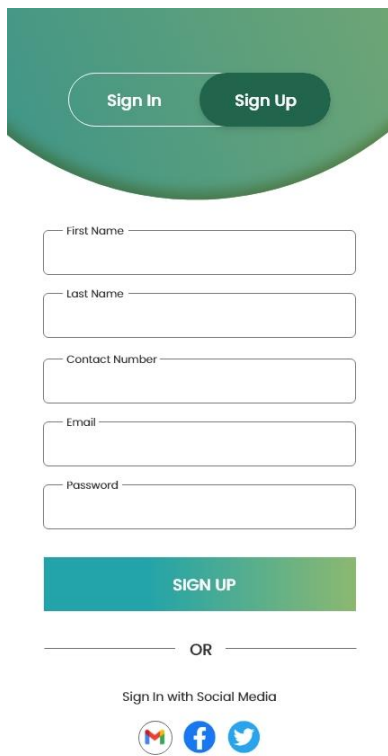 Sign In
Sign Up
First Name
Last Name
Contact Number
Email
Password
SIGN UP
OR
Sign In with Social Media